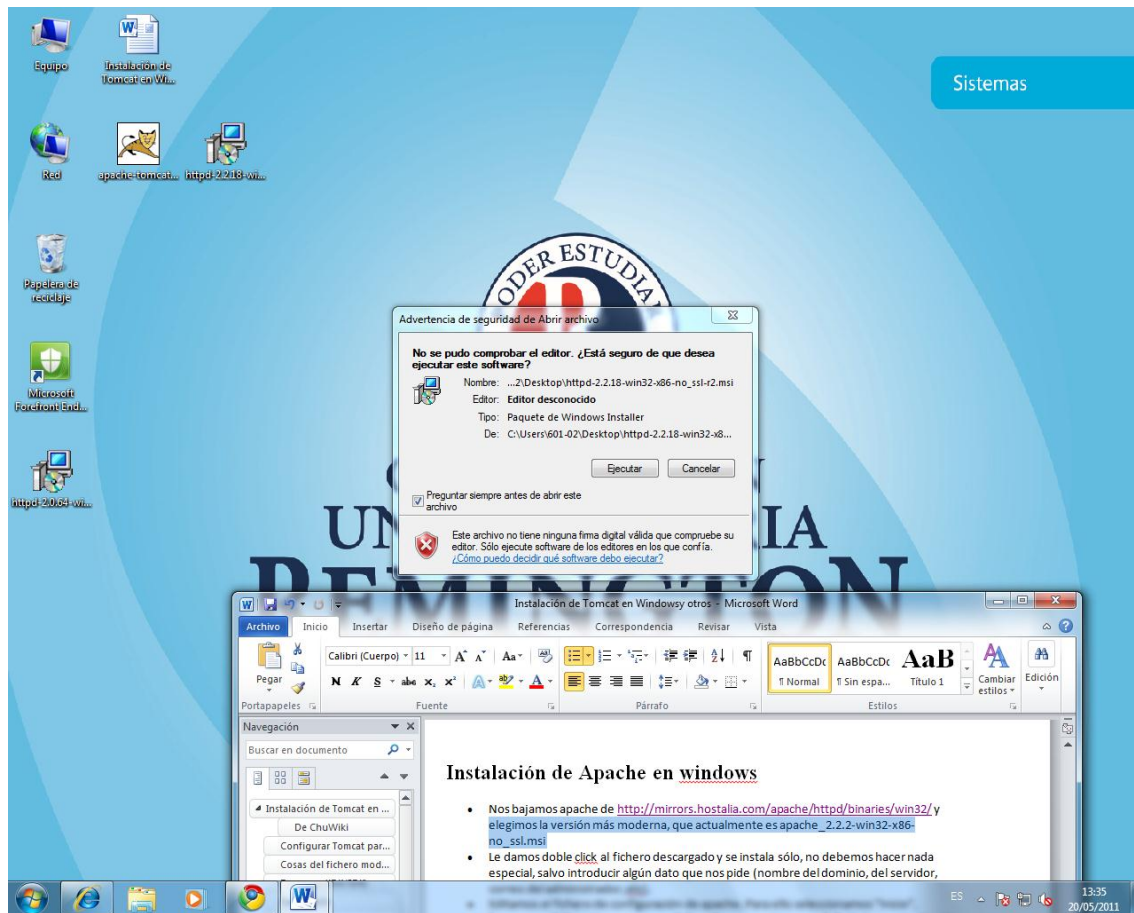 Equipo
Instalación de
Tomcat en Wi...
Sistemas
Red
apache-tomcat...
httpd-2.2.18-wi...
Papelera de
reciclaje
Microsoft
Forefront End...
httpd-2.0.64-wi...
ODER ESTUDIA
UN IA
REMINGTON
Advertencia de seguridad de Abrir archivo
No se pudo comprobar el editor. ¿Está seguro de que desea
ejecutar este software?
Nombre: ...2\Desktop\httpd-2.2.18-win32-x86-no_ssl-r2.msi
Editor: Editor desconocido
Tipo: Paquete de Windows Installer
De: C:\Users\601-02\Desktop\httpd-2.2.18-win32-x8...
Ejecutar Cancelar
Preguntar siempre antes de abrir este
archivo
Este archivo no tiene ninguna firma digital válida que compruebe su
editor. Sólo ejecute software de los editores en los que confía.
¿Cómo puedo decidir qué software debo ejecutar?
Instalación de Tomcat en Windowsy otros - Microsoft Word
Archivo Inicio Insertar Diseño de página Referencias Correspondencia Revisar Vista
Pegar
Calibri (Cuerpo) 11
N K S abc x₂ x²
AaBbCcDc AaBbCcDc AaB
¶ Normal ¶ Sin espa... Título 1
Cambiar
estilos
Edición
Portapapeles Fuente Párrafo Estilos
Navegación
Buscar en documento
Instalación de Tomcat en ...
De ChuWiki
Configurar Tomcat par...
Cosas del fichero mod...
Instalación de Apache en windows
• Nos bajamos apache de http://mirrors.hostalia.com/apache/httpd/binaries/win32/ y
elegimos la versión más moderna, que actualmente es apache_2.2.2-win32-x86-
no_ssl.msi
• Le damos doble click al fichero descargado y se instala sólo, no debemos hacer nada
especial, salvo introducir algún dato que nos pide (nombre del dominio, del servidor,
ES
13:35
20/05/2011